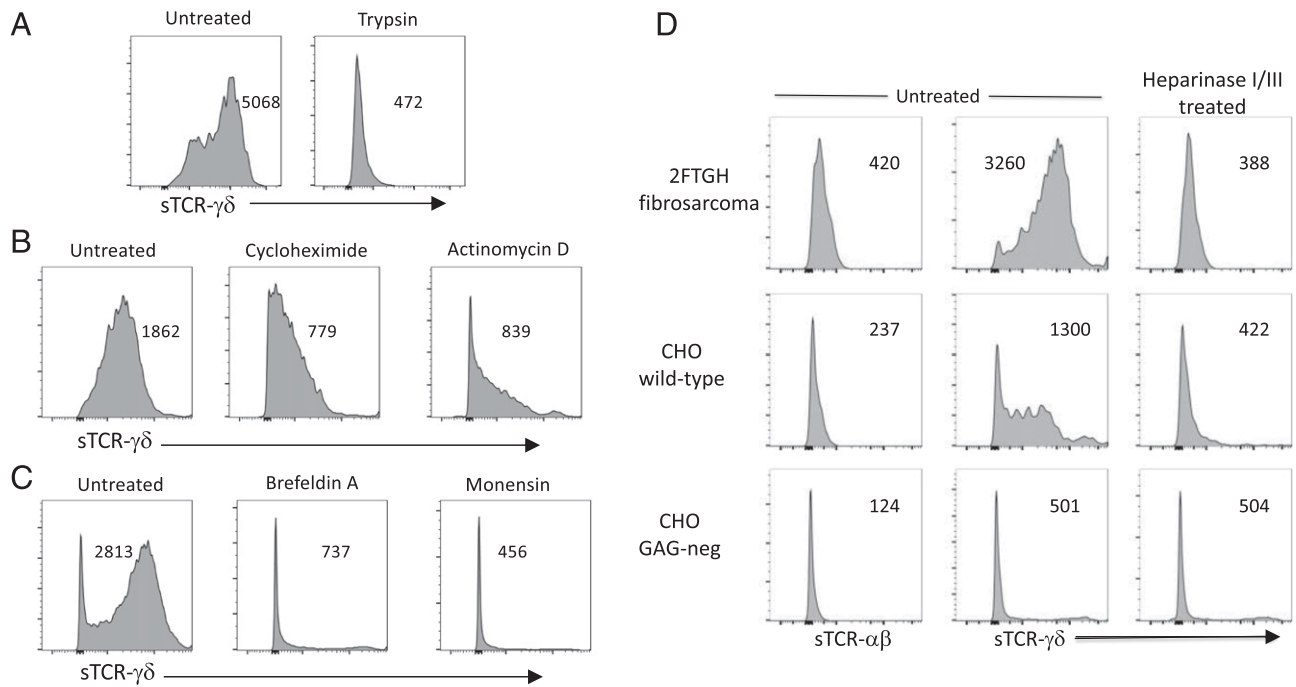 A
Untreated
Trypsin
5068
472
sTCR-γδ
B
Untreated
Cycloheximide
Actinomycin D
1862
779
839
sTCR-γδ
C
Untreated
Brefeldin A
Monensin
2813
737
456
sTCR-γδ
D
Untreated
Heparinase I/III
treated
2FTGH
fibrosarcoma
420
3260
388
CHO
wild-type
237
1300
422
CHO
GAG-neg
124
501
504
sTCR-αβ
sTCR-γδ